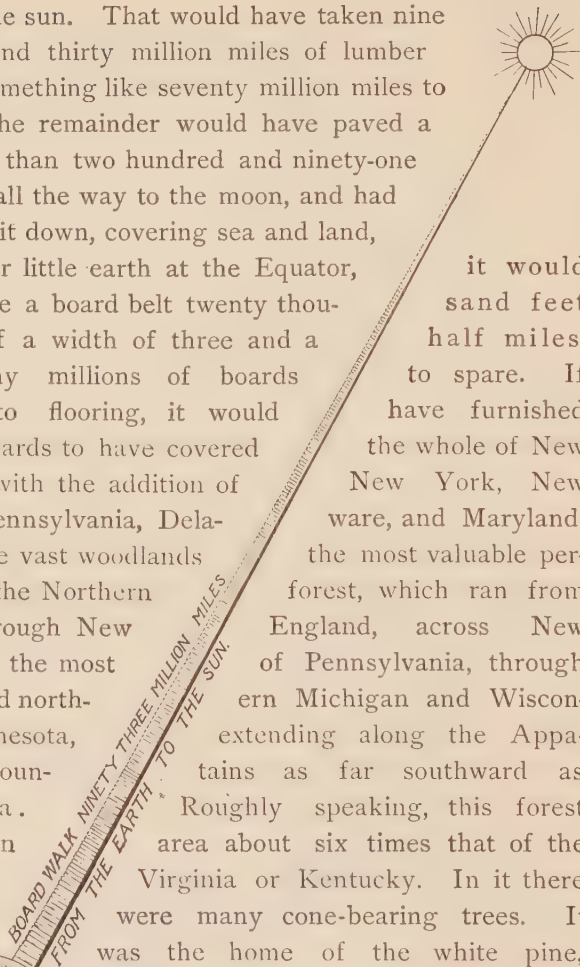 e sun. That would have taken nine
nd thirty million miles of lumber
mething like seventy million miles to
he remainder would have paved a
than two hundred and ninety-one
all the way to the moon, and had
it down, covering sea and land,
r little earth at the Equator, it would
e a board belt twenty thou- sand feet
f a width of three and a half miles
ny millions of boards to spare. If
to flooring, it would have furnished
ards to have covered the whole of New
with the addition of New York, New
ennsylvania, Dela- ware, and Maryland
e vast woodlands the most valuable per-
the Northern forest, which ran from
rough New England, across New
the most of Pennsylvania, through
d north- ern Michigan and Wiscon-
nesota, extending along the Appa-
oun- tains as far southward as
a. Roughly speaking, this forest
n area about six times that of the
Virginia or Kentucky. In it there
were many cone-bearing trees. It
was the home of the white pine,
BOARD WALK NINETY THREE MILLION MILES
FROM THE EARTH TO THE SUN.